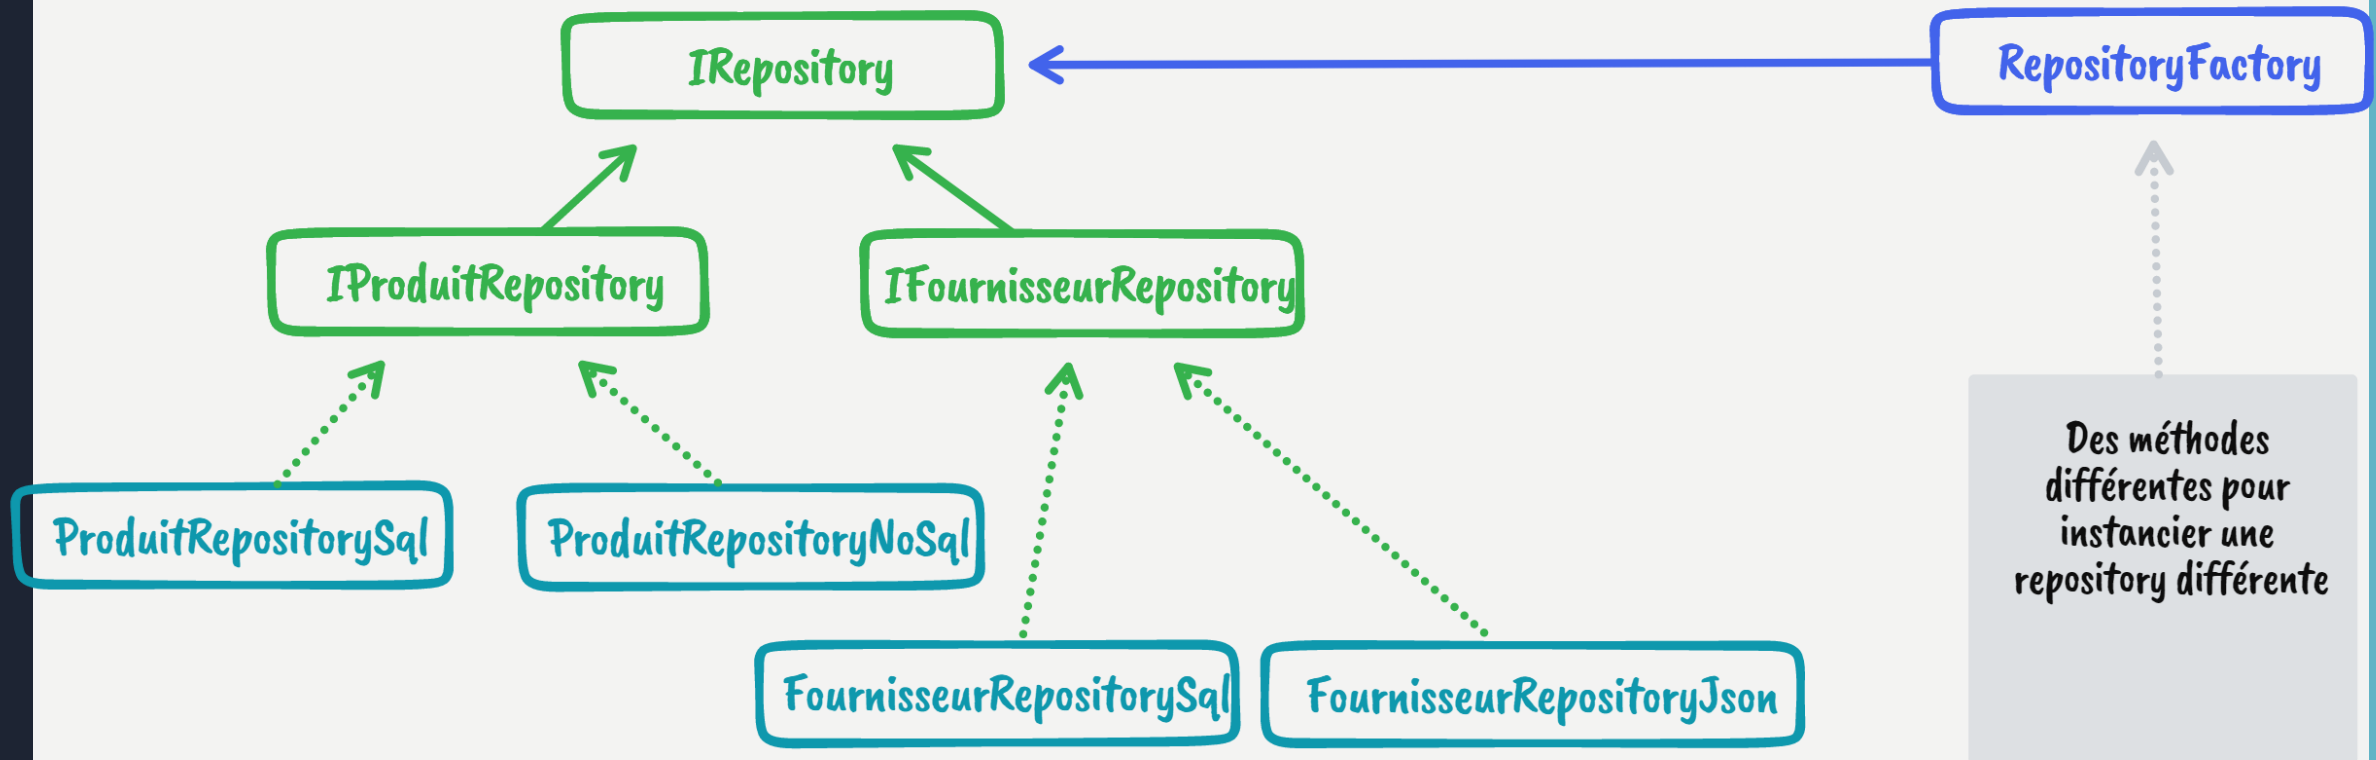 IRepository
RepositoryFactory
IProduitRepository
IFournisseurRepository
ProduitRepositorySql
ProduitRepositoryNoSql
Des méthodes
différentes pour
instancier une
repository différente
FournisseurRepositorySql
FournisseurRepositoryJson